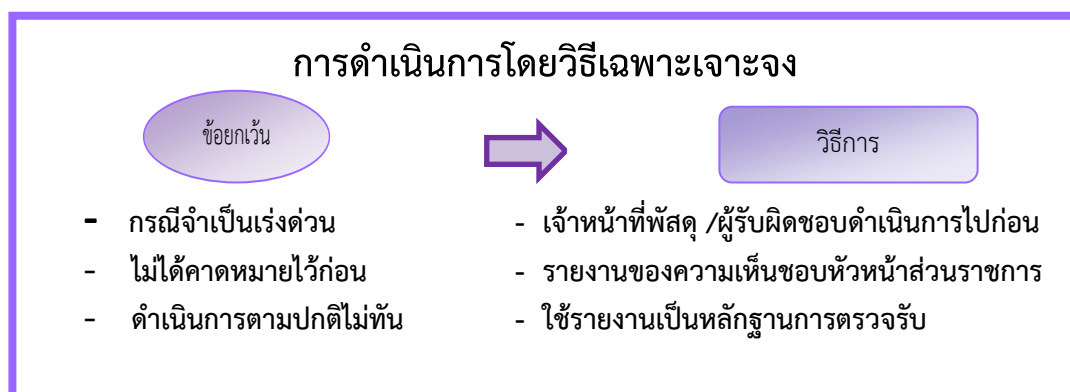 การดำเนินการโดยวิธีเฉพาะเจาะจง
ข้อยกเว้น
วิธีการ
- กรณีจำเป็นเร่งด่วน
- ไม่ได้คาดหมายไว้ก่อน
- ดำเนินการตามปกติไม่ทัน
- เจ้าหน้าที่พัสดุ /ผู้รับผิดชอบดำเนินการไปก่อน
- รายงานของความเห็นชอบหัวหน้าส่วนราชการ
- ใช้รายงานเป็นหลักฐานการตรวจรับ